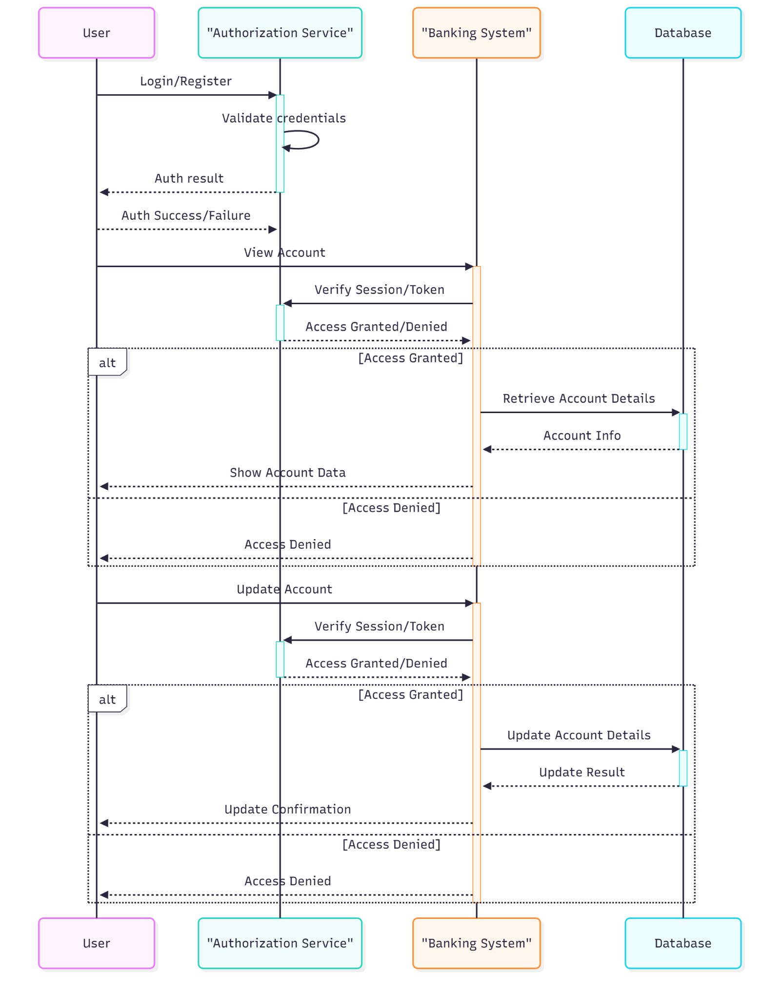 User
"Authorization Service"
"Banking System"
Database
Login/Register
Validate credentials
Auth result
Auth Success/Failure
View Account
Verify Session/Token
Access Granted/Denied
alt
[Access Granted]
Retrieve Account Details
Account Info
Show Account Data
[Access Denied]
Access Denied
Update Account
Verify Session/Token
Access Granted/Denied
alt
[Access Granted]
Update Account Details
Update Result
Update Confirmation
[Access Denied]
Access Denied
User
"Authorization Service"
"Banking System"
Database